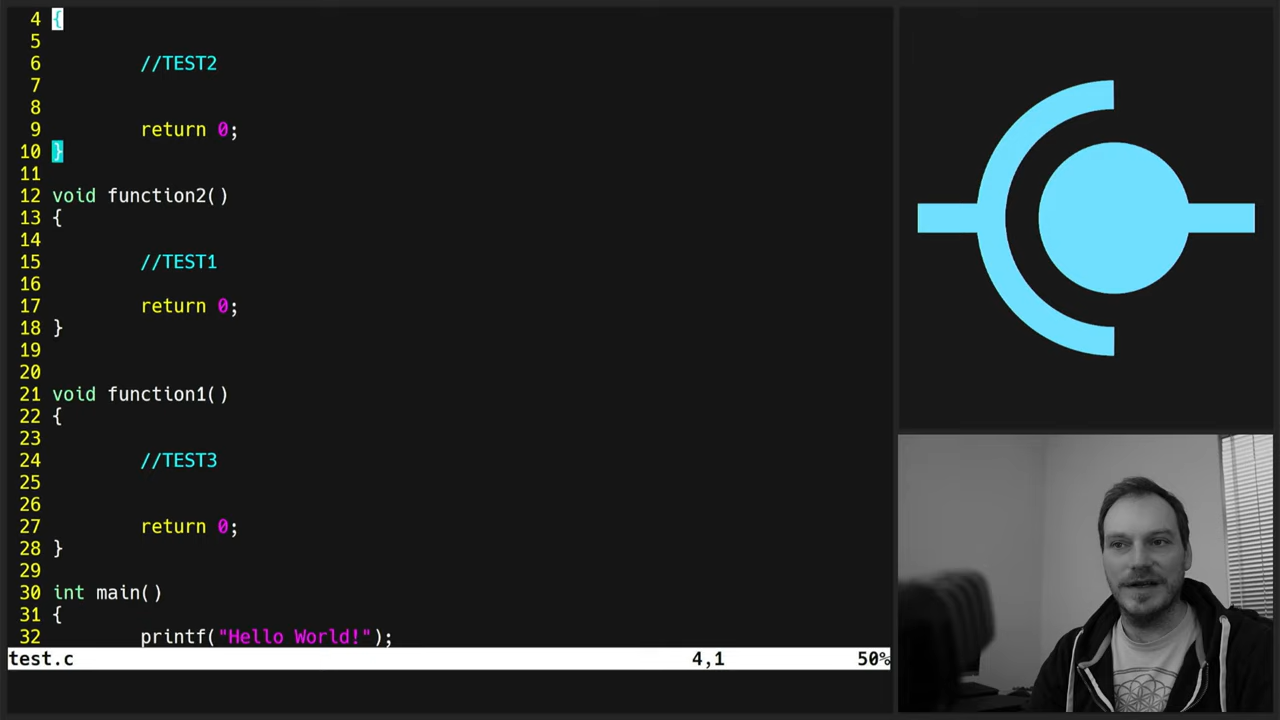 4 {
5
6 //TEST2
7
8
9 return 0;
10 }
11
12 void function2()
13 {
14
15 //TEST1
16
17 return 0;
18 }
19
20
21 void function1()
22 {
23
24 //TEST3
25
26
27 return 0;
28 }
29
30 int main()
31 {
32 printf("Hello World!");
test.c 4,1 50%